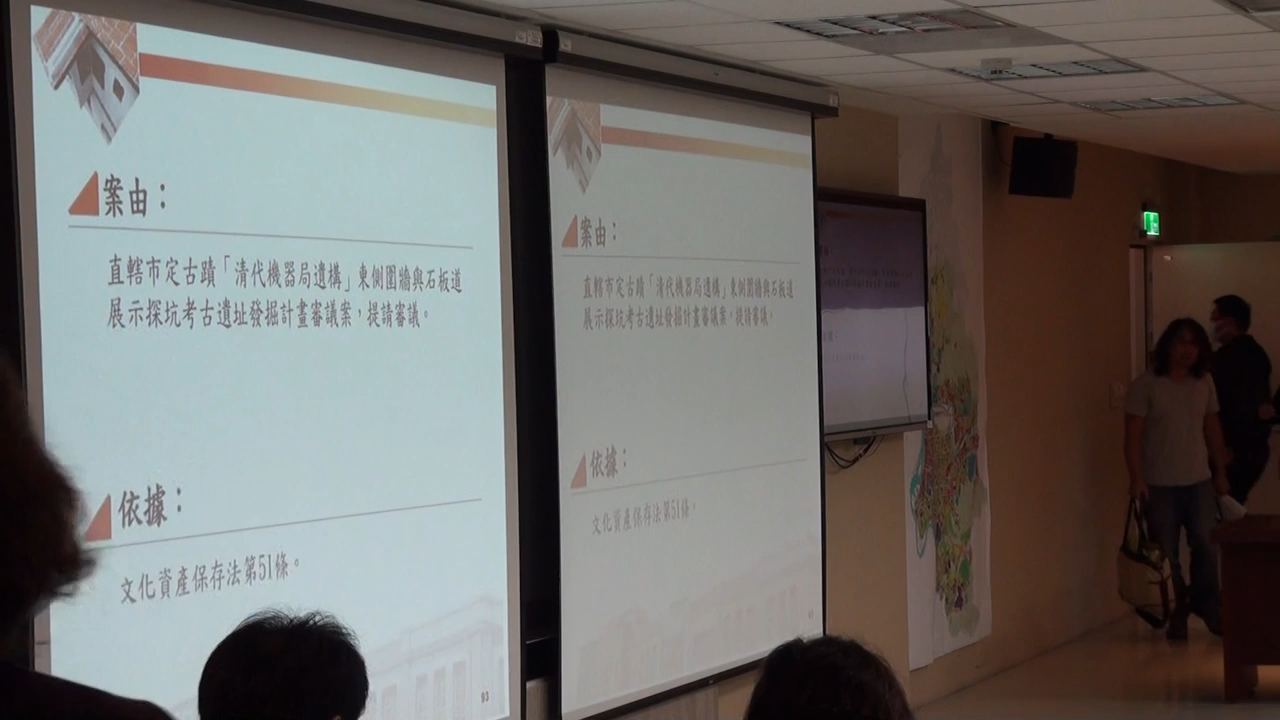 案由：
直轄市定古蹟「清代機器局遺構」東側圍牆與石板道
展示探坑考古遺址發掘計畫審議案，提請審議。
依據：
文化資產保存法第51條。
93
案由：
直轄市定古蹟「清代機器局遺構」東側圍牆與石板道
展示探坑考古遺址發掘計畫審議案，提請審議。
依據：
文化資產保存法第51條。